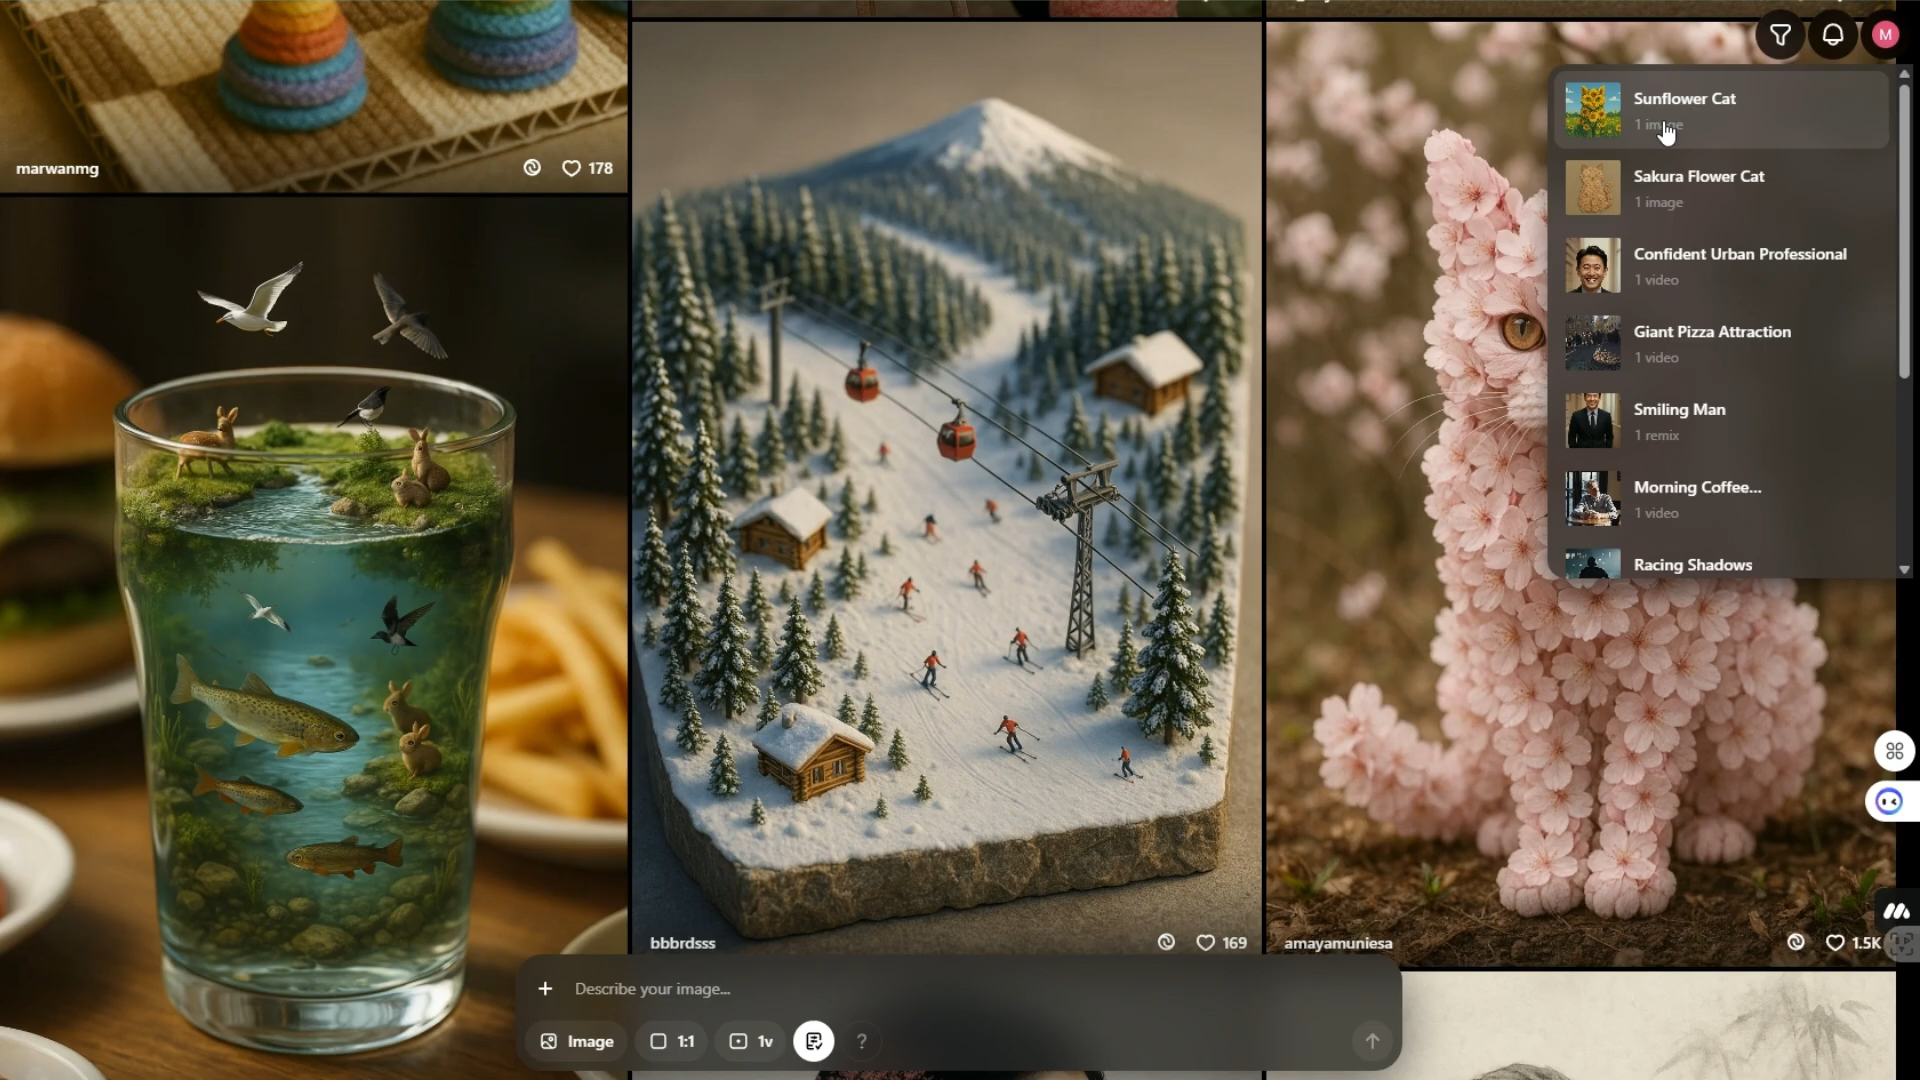 marwanmg
178
M
Sunflower Cat
1 image
Sakura Flower Cat
1 image
Confident Urban Professional
1 video
Giant Pizza Attraction
1 video
Smiling Man
1 remix
Morning Coffee...
1 video
Racing Shadows
bbbrdsss
169
amayamuniesa
1.5K
Describe your image...
Image
1:1
1v
?